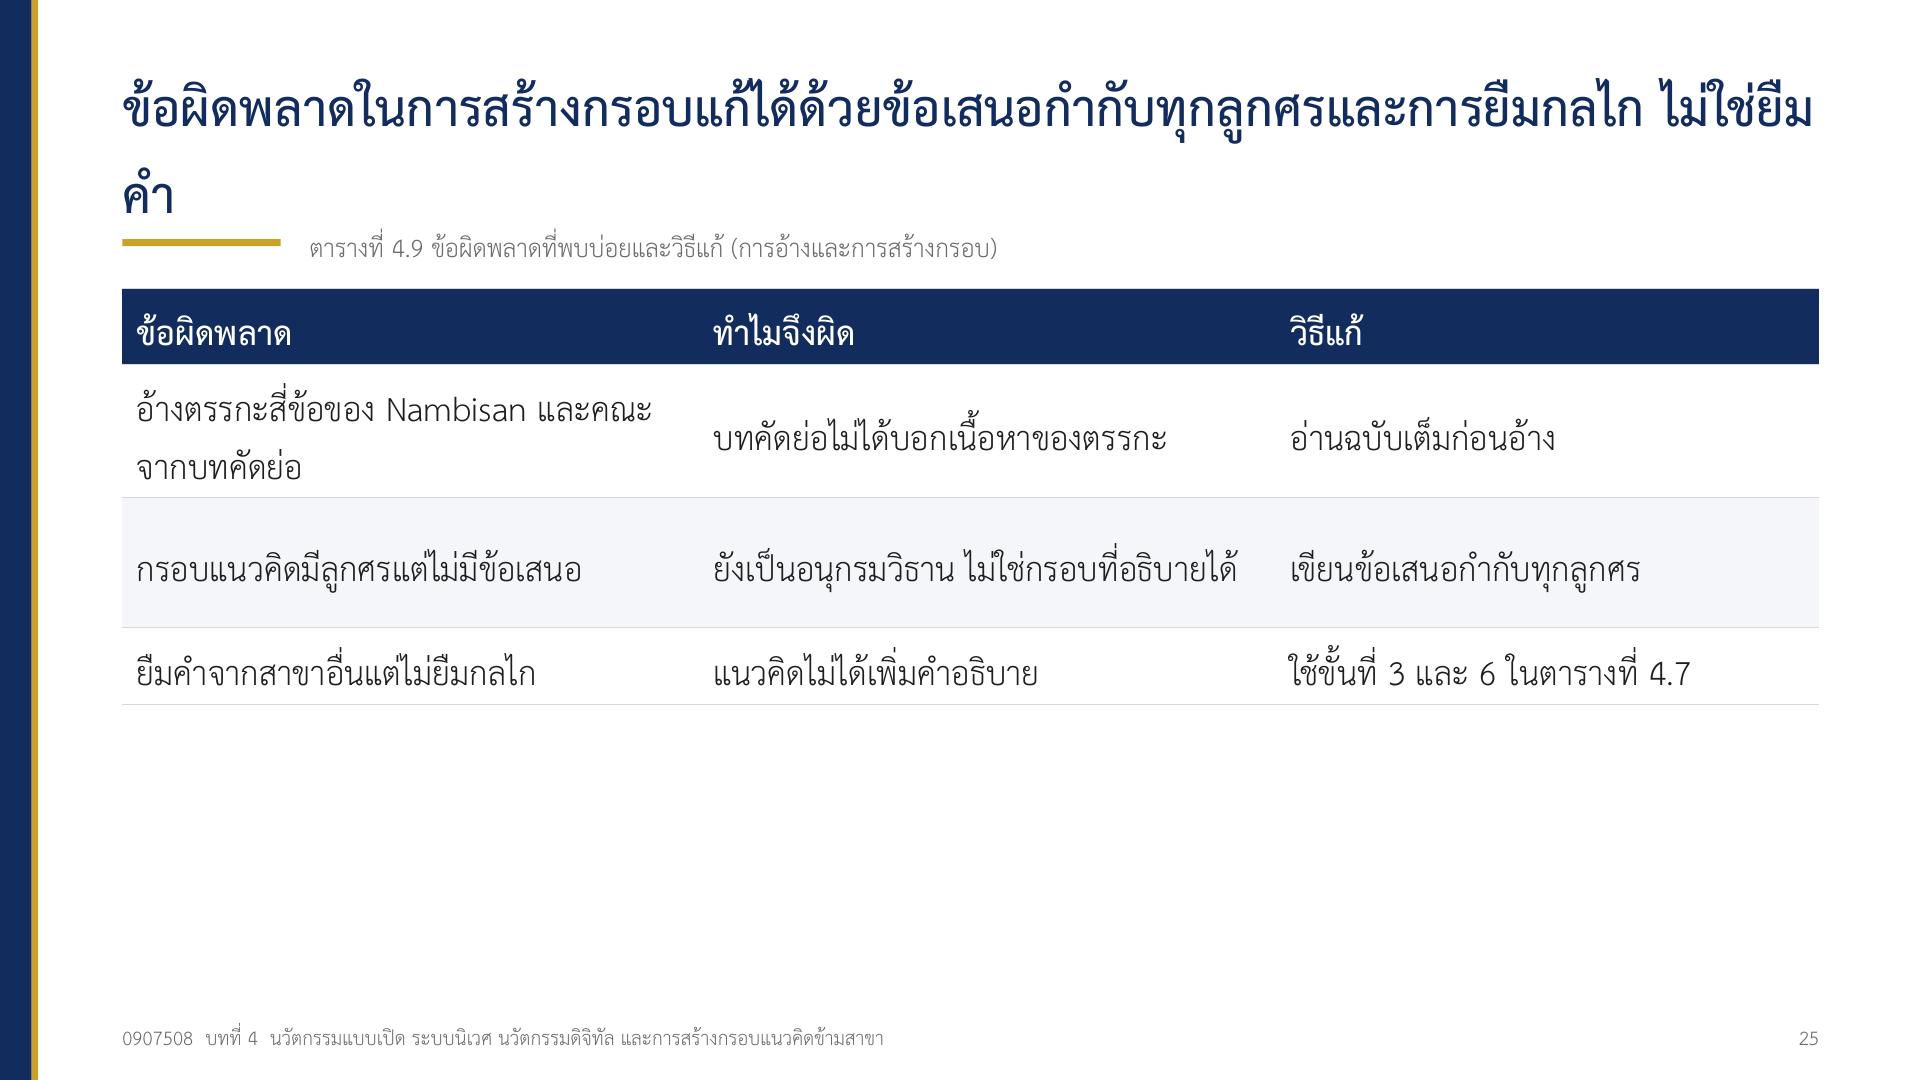 ข้อผิดพลาดในการสร้างกรอบแก้ได้ด้วยข้อเสนอกำกับทุกลูกศรและการยืมกลไก ไม่ใช่ยืม
คำ
ตารางที่ 4.9 ข้อผิดพลาดที่พบบ่อยและวิธีแก้ (การอ้างและการสร้างกรอบ)
ข้อผิดพลาด ทำไมจึงผิด วิธีแก้
อ้างตรรกะสี่ข้อของ Nambisan และคณะ
จากบทคัดย่อ
บทคัดย่อไม่ได้บอกเนื้อหาของตรรกะ
อ่านฉบับเต็มก่อนอ้าง
กรอบแนวคิดมีลูกศรแต่ไม่มีข้อเสนอ ยังเป็นอนุกรมวิธาน ไม่ใช่กรอบที่อธิบายได้ เขียนข้อเสนอกำกับทุกลูกศร
ยืมคำจากสาขาอื่นแต่ไม่ยืมกลไก แนวคิดไม่ได้เพิ่มคำอธิบาย ใช้ขั้นที่ 3 และ 6 ในตารางที่ 4.7
0907508 บทที่ 4 นวัตกรรมแบบเปิด ระบบนิเวศ นวัตกรรมดิจิทัล และการสร้างกรอบแนวคิดข้ามสาขา 25